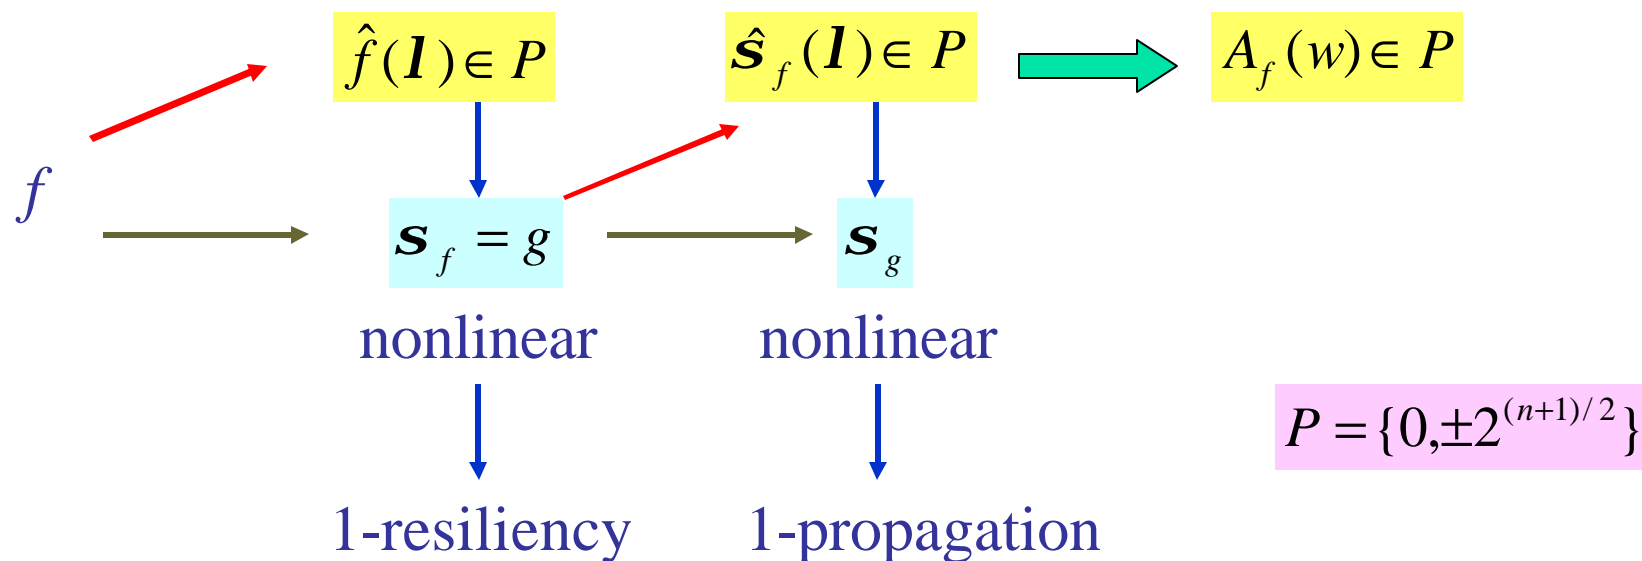 f̂(l)∈P
ŝ_f(l)∈P
A_f(w)∈P
f
s_f = g
s_g
nonlinear
nonlinear
P={0,±2^{(n+1)/2}}
1-resiliency
1-propagation